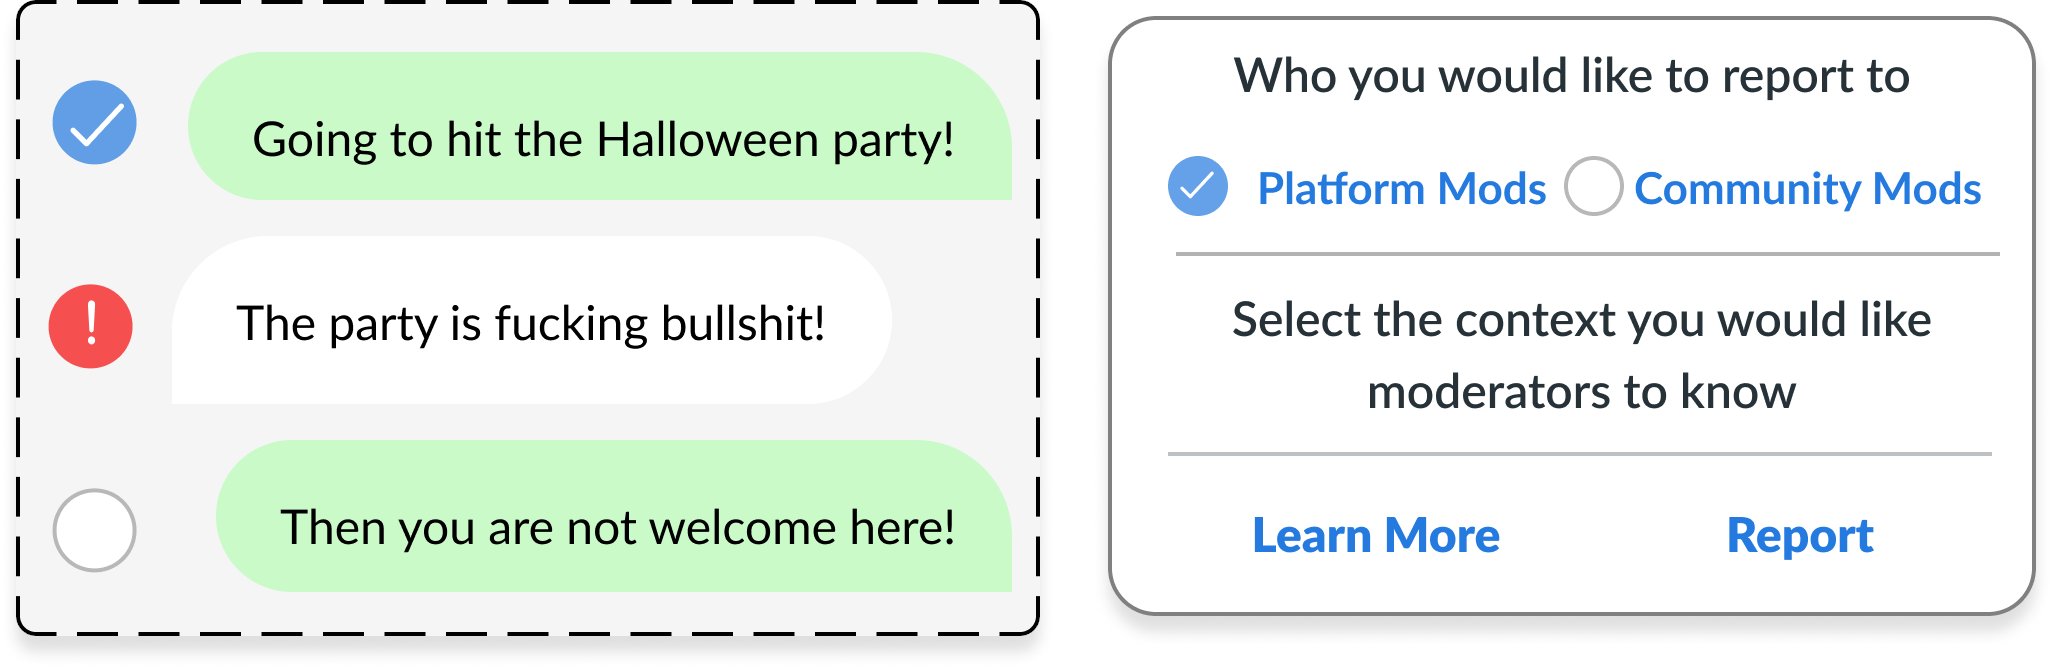 Going to hit the Halloween party!
The party is fucking bullshit!
Then you are not welcome here!
Who you would like to report to
Platform Mods Community Mods
Select the context you would like
moderators to know
Learn More Report